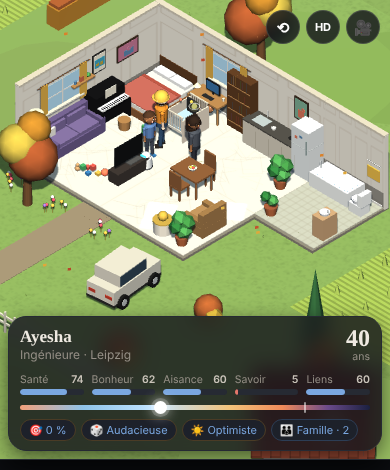 HD
Ayesha
40
Ingénieure · Leipzig
ans
Santé 74 Bonheur 62 Aisance 60 Savoir 5 Liens 60
0 % Audacieuse Optimiste Famille · 2